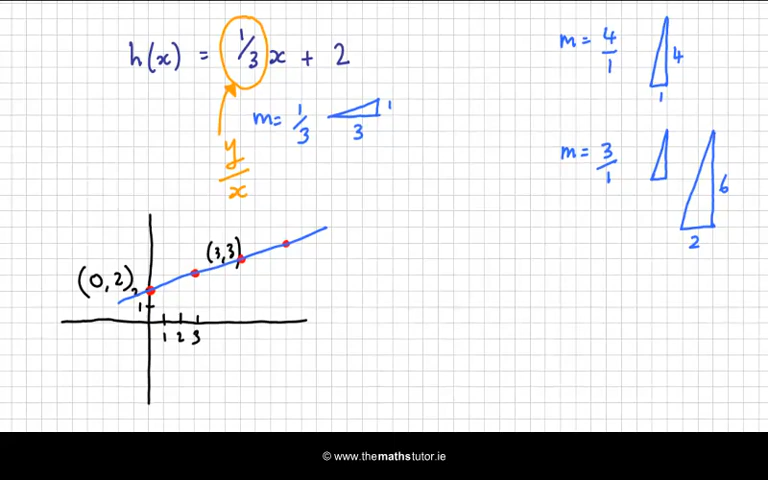 h(x) = 1/3 x + 2
m = 1/3
1
3
y/x
m = 4/1
4
1
m = 3/1
6
2
(3,3)
(0,2)
2
1
1 2 3
© www.themathstutor.ie